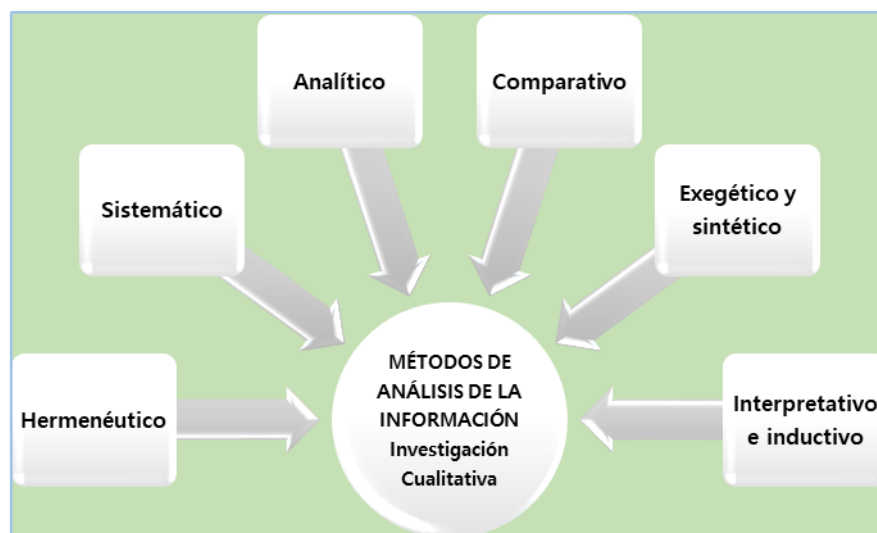 Analítico
Comparativo
Sistemático
Exegético y
sintético
Hermenéutico
MÉTODOS DE
ANÁLISIS DE LA
INFORMACIÓN
Investigación
Cualitativa
Interpretativo
e inductivo